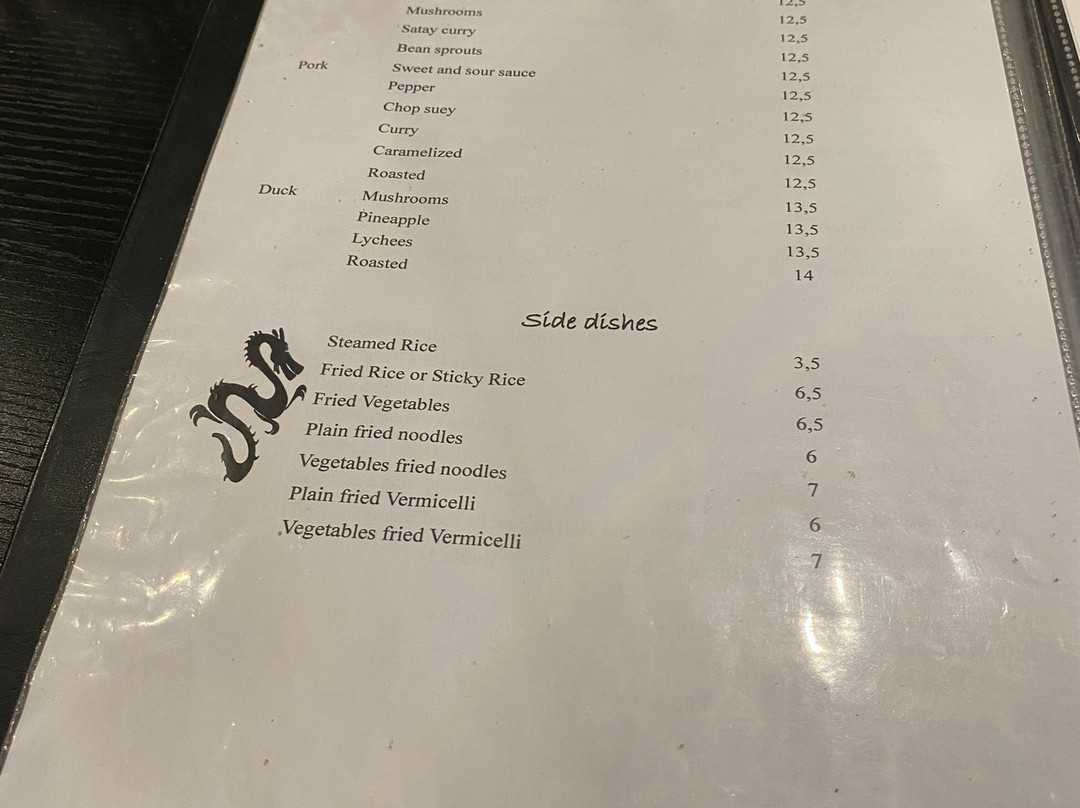 12,5
Mushrooms 12,5
Satay curry 12,5
Bean sprouts 12,5
Pork Sweet and sour sauce 12,5
Pepper 12,5
Chop suey 12,5
Curry 12,5
Caramelized 12,5
Roasted 12,5
Duck Mushrooms 13,5
Pineapple 13,5
Lychees 13,5
Roasted 14
Side dishes
Steamed Rice 3,5
Fried Rice or Sticky Rice 6,5
Fried Vegetables 6,5
Plain fried noodles 6
Vegetables fried noodles 7
Plain fried Vermicelli 6
Vegetables fried Vermicelli 7